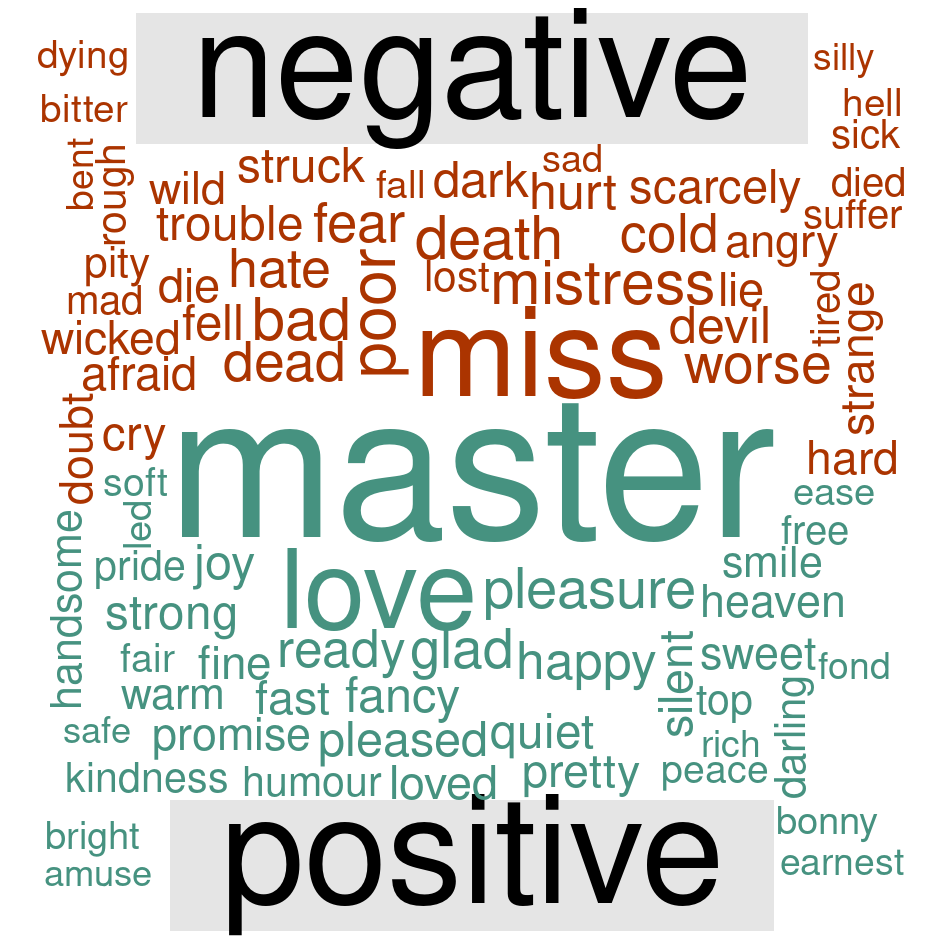 negative
dying
silly
bitter
hell
sick
bent
rough
struck
sad
wild
fall
dark
hurt
scarcely
died
suffer
trouble
fear
death
cold
angry
pity
hate
poor
lost
mistress
lie
tired
strange
mad
die
fell
bad
miss
devil
wicked
dead
worse
afraid
doubt
cry
hard
master
soft
led
ease
free
handsome
pride
joy
love
pleasure
smile
heaven
strong
fair
fine
ready
glad
happy
silent
sweet
fond
warm
fast
fancy
top
darling
safe
promise
pleased
quiet
rich
kindness
humour
loved
pretty
peace
bright
bonny
amuse
earnest
positive